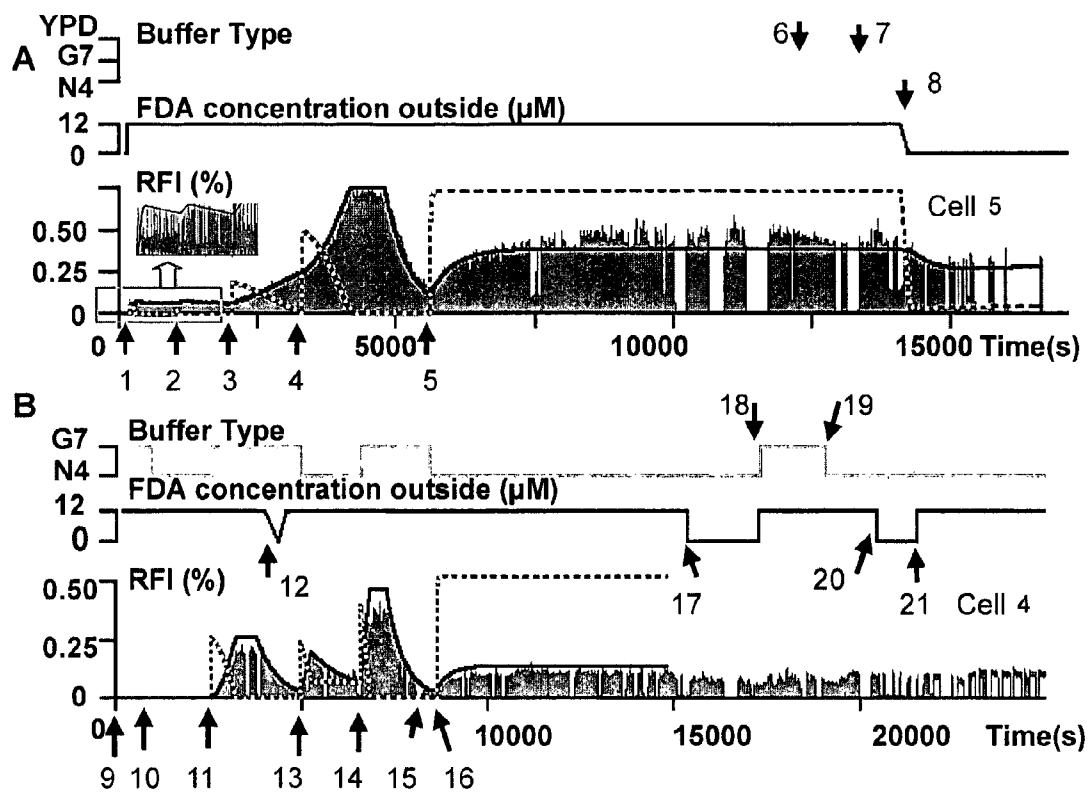 A
YPD
G7
N4
Buffer Type
6 7
8
FDA concentration outside (µM)
12
0
RFI (%)
Cell 5
0.50
0.25
0
0 5000 10000 15000 Time(s)
1 2 3 4 5
B
18 19
Buffer Type
G7
N4
FDA concentration outside (µM)
12
0
12
17
20
21
RFI (%)
Cell 4
0.50
0.25
0
0 10000 15000 20000 Time(s)
9 10 11 13 14 15 16